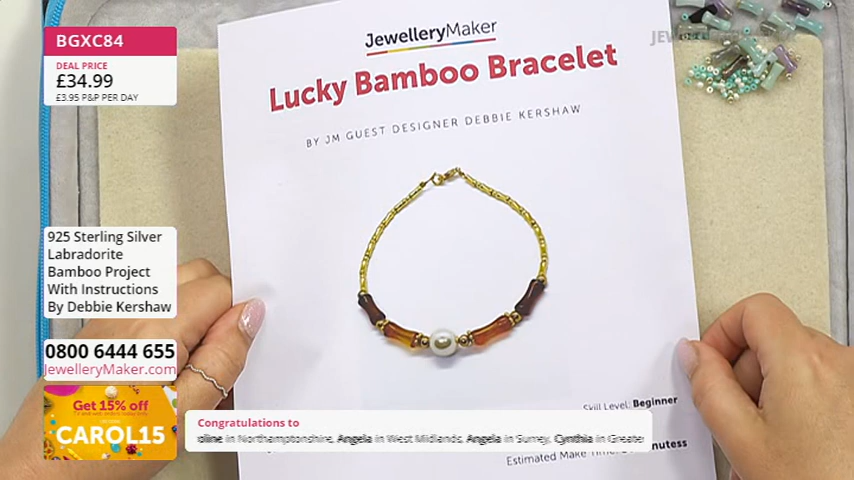 BGXC84
DEAL PRICE
£34.99
£3.95 P&P PER DAY
JewelleryMaker
Lucky Bamboo Bracelet
BY JM GUEST DESIGNER DEBBIE KERSHAW
925 Sterling Silver
Labradorite
Bamboo Project
With Instructions
By Debbie Kershaw
0800 6444 655
JewelleryMaker.com
Get 15% off
CAROL15
Skill Level: Beginner
Congratulations to
oline in Northamptonshire, Angela in West Midlands, Angela in Surrey, Cynthia in Greate
Estimated Make Time: